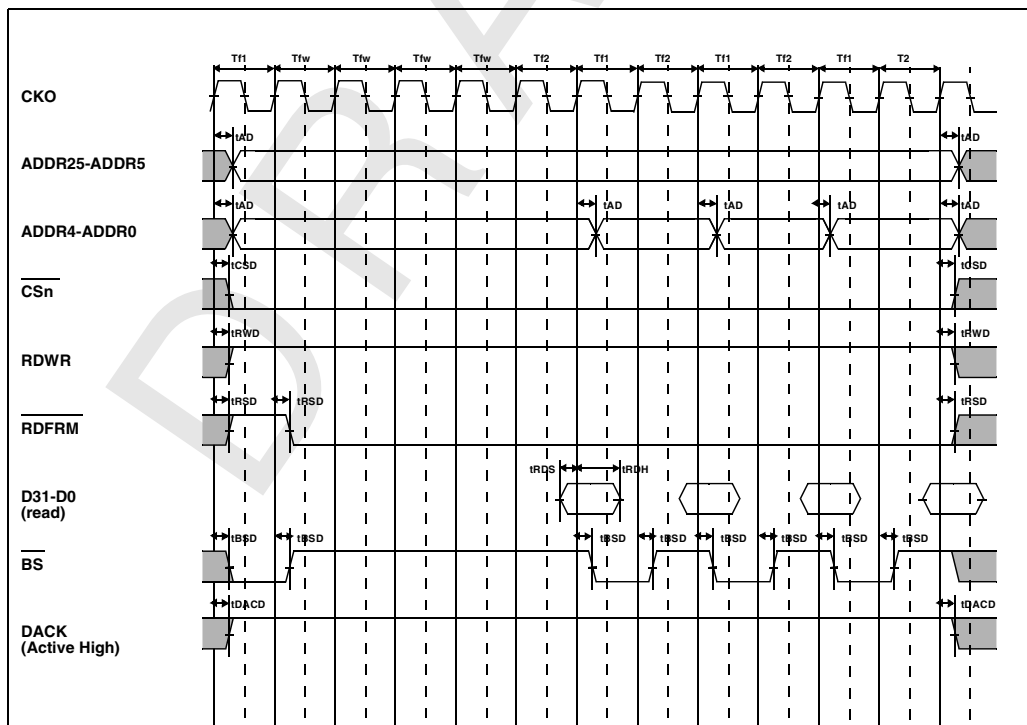 DRA
Tf1 Tfw Tfw Tfw Tfw Tf2 Tf1 Tf2 Tf1 Tf2 Tf1 T2
CKO
tAD tAD
ADDR25-ADDR5
tAD tAD tAD tAD tAD
ADDR4-ADDR0
tCSD tCSD
CSn
tRWD tRWD
RDWR
tRSD tRSD tRSD
RDFRM
tRDS tRDH
D31-D0
(read)
tBSD tBSD tBSD tBSD tBSD tBSD tBSD tBSD
BS
tDACD tDACD
DACK
(Active High)